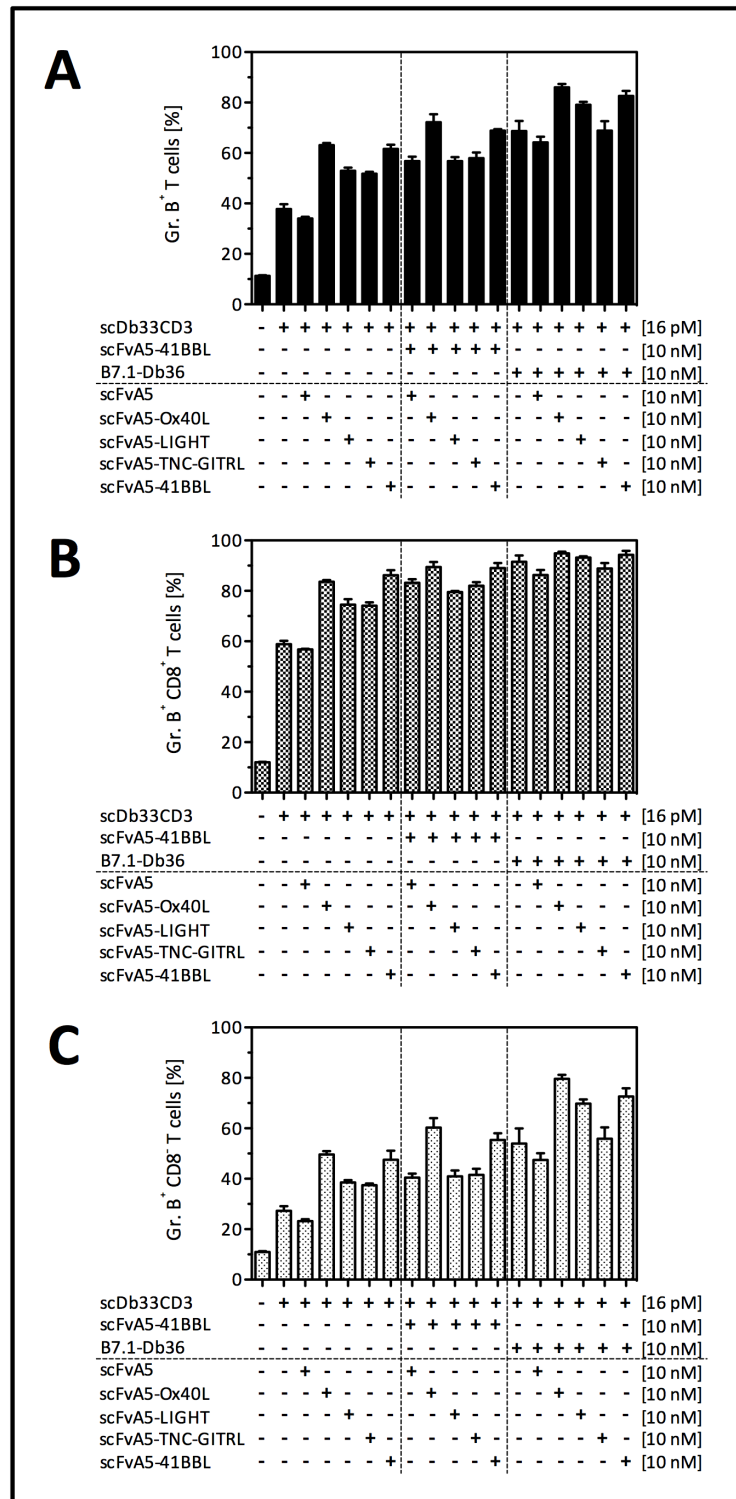 A
Gr. B⁺ T cells [%]
100
80
60
40
20
0
scDb33CD3 - + + + + + + + + + + + + + + + + + [16 pM]
scFvA5-41BBL - - - - - - - + + + + + - - - - - - [10 nM]
B7.1-Db36 - - - - - - - - - - - - + + + + + + [10 nM]
scFvA5 - - + - - - - + - - - - - + - - - - [10 nM]
scFvA5-Ox40L - - - + - - - - + - - - - - + - - - [10 nM]
scFvA5-LIGHT - - - - + - - - - + - - - - - + - - [10 nM]
scFvA5-TNC-GITRL - - - - - + - - - - + - - - - - + - [10 nM]
scFvA5-41BBL - - - - - - + - - - - + - - - - - + [10 nM]
B
Gr. B⁺ CD8⁺ T cells [%]
100
80
60
40
20
0
scDb33CD3 - + + + + + + + + + + + + + + + + + [16 pM]
scFvA5-41BBL - - - - - - - + + + + + - - - - - - [10 nM]
B7.1-Db36 - - - - - - - - - - - - + + + + + + [10 nM]
scFvA5 - - + - - - - + - - - - - + - - - - [10 nM]
scFvA5-Ox40L - - - + - - - - + - - - - - + - - - [10 nM]
scFvA5-LIGHT - - - - + - - - - + - - - - - + - - [10 nM]
scFvA5-TNC-GITRL - - - - - + - - - - + - - - - - + - [10 nM]
scFvA5-41BBL - - - - - - + - - - - + - - - - - + [10 nM]
C
Gr. B⁺ CD8⁻ T cells [%]
100
80
60
40
20
0
scDb33CD3 - + + + + + + + + + + + + + + + + + [16 pM]
scFvA5-41BBL - - - - - - - + + + + + - - - - - - [10 nM]
B7.1-Db36 - - - - - - - - - - - - + + + + + + [10 nM]
scFvA5 - - + - - - - + - - - - - + - - - - [10 nM]
scFvA5-Ox40L - - - + - - - - + - - - - - + - - - [10 nM]
scFvA5-LIGHT - - - - + - - - - + - - - - - + - - [10 nM]
scFvA5-TNC-GITRL - - - - - + - - - - + - - - - - + - [10 nM]
scFvA5-41BBL - - - - - - + - - - - + - - - - - + [10 nM]